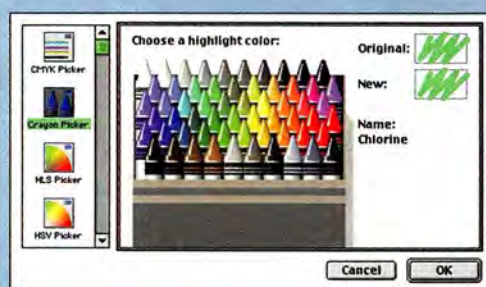 CMYK Picker
Crayon Picker
HLS Picker
HSV Picker
Choose a highlight color:
Original:
New:
Name:
Chlorine
Cancel
OK